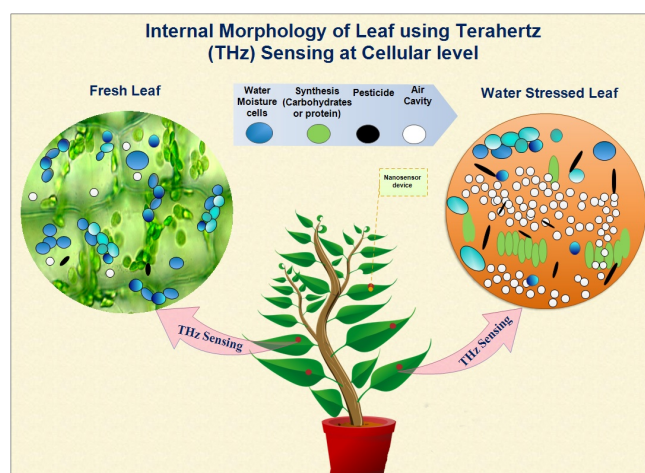 Internal Morphology of Leaf using Terahertz
(THz) Sensing at Cellular level
Fresh Leaf
Water
Moisture
cells
Synthesis
(Carbohydrates
or protein)
Pesticide
Air
Cavity
Water Stressed Leaf
Nanosensor
device
THz Sensing
THz Sensing